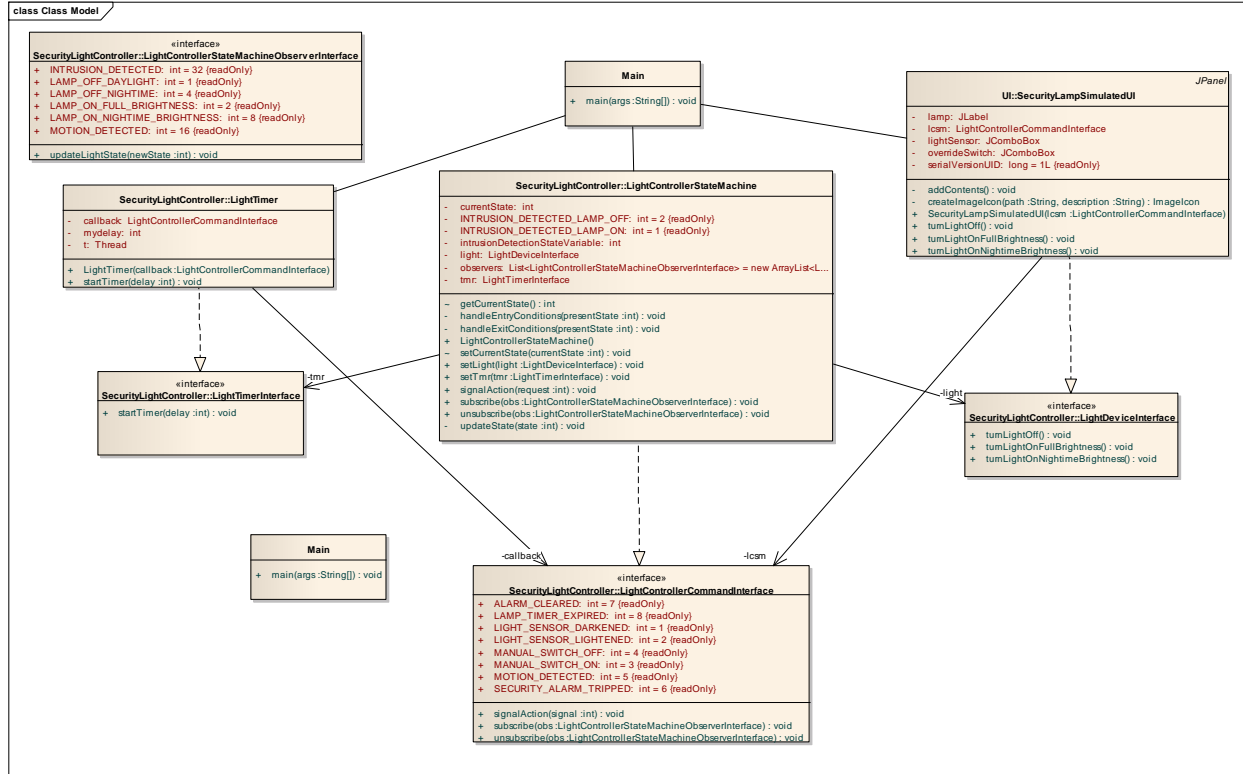 class Class Model
«interface»
SecurityLightController::LightControllerStateMachineObserverInterface
+ INTRUSION_DETECTED: int = 32 {readOnly}
+ LAMP_OFF_DAYLIGHT: int = 1 {readOnly}
+ LAMP_OFF_NIGHTIME: int = 4 {readOnly}
+ LAMP_ON_FULL_BRIGHTNESS: int = 2 {readOnly}
+ LAMP_ON_NIGHTIME_BRIGHTNESS: int = 8 {readOnly}
+ MOTION_DETECTED: int = 16 {readOnly}
+ updateLightState(newState :int) : void
Main
+ main(args :String[]) : void
JPanel
UI::SecurityLampSimulatedUI
- lamp: JLabel
- lcsm: LightControllerCommandInterface
- lightSensor: JComboBox
- overrideSwitch: JComboBox
- serialVersionUID: long = 1L {readOnly}
- addContents() : void
- createImageIcon(path :String, description :String) : ImageIcon
+ SecurityLampSimulatedUI(lcsm :LightControllerCommandInterface)
+ turnLightOff() : void
+ turnLightOnFullBrightness() : void
+ turnLightOnNightimeBrightness() : void
SecurityLightController::LightTimer
- callback: LightControllerCommandInterface
- mydelay: int
- t: Thread
+ LightTimer(callback :LightControllerCommandInterface)
+ startTimer(delay :int) : void
SecurityLightController::LightControllerStateMachine
- currentState: int
- INTRUSION_DETECTED_LAMP_OFF: int = 2 {readOnly}
- INTRUSION_DETECTED_LAMP_ON: int = 1 {readOnly}
- intrusionDetectionStateVariable: int
- light: LightDeviceInterface
- observers: List<LightControllerStateMachineObserverInterface> = new ArrayList<L...
- tmr: LightTimerInterface
~ getCurrentState() : int
- handleEntryConditions(presentState :int) : void
- handleExitConditions(presentState :int) : void
+ LightControllerStateMachine()
~ setCurrentState(currentState :int) : void
+ setLight(light :LightDeviceInterface) : void
+ setTmr(tmr :LightTimerInterface) : void
+ signalAction(request :int) : void
+ subscribe(obs :LightControllerStateMachineObserverInterface) : void
+ unsubscribe(obs :LightControllerStateMachineObserverInterface) : void
- updateState(state :int) : void
-tmr
«interface»
SecurityLightController::LightTimerInterface
+ startTimer(delay :int) : void
-light
«interface»
SecurityLightController::LightDeviceInterface
+ turnLightOff() : void
+ turnLightOnFullBrightness() : void
+ turnLightOnNightimeBrightness() : void
Main
+ main(args :String[]) : void
-callback
-lcsm
«interface»
SecurityLightController::LightControllerCommandInterface
+ ALARM_CLEARED: int = 7 {readOnly}
+ LAMP_TIMER_EXPIRED: int = 8 {readOnly}
+ LIGHT_SENSOR_DARKENED: int = 1 {readOnly}
+ LIGHT_SENSOR_LIGHTENED: int = 2 {readOnly}
+ MANUAL_SWITCH_OFF: int = 4 {readOnly}
+ MANUAL_SWITCH_ON: int = 3 {readOnly}
+ MOTION_DETECTED: int = 5 {readOnly}
+ SECURITY_ALARM_TRIPPED: int = 6 {readOnly}
+ signalAction(signal :int) : void
+ subscribe(obs :LightControllerStateMachineObserverInterface) : void
+ unsubscribe(obs :LightControllerStateMachineObserverInterface) : void